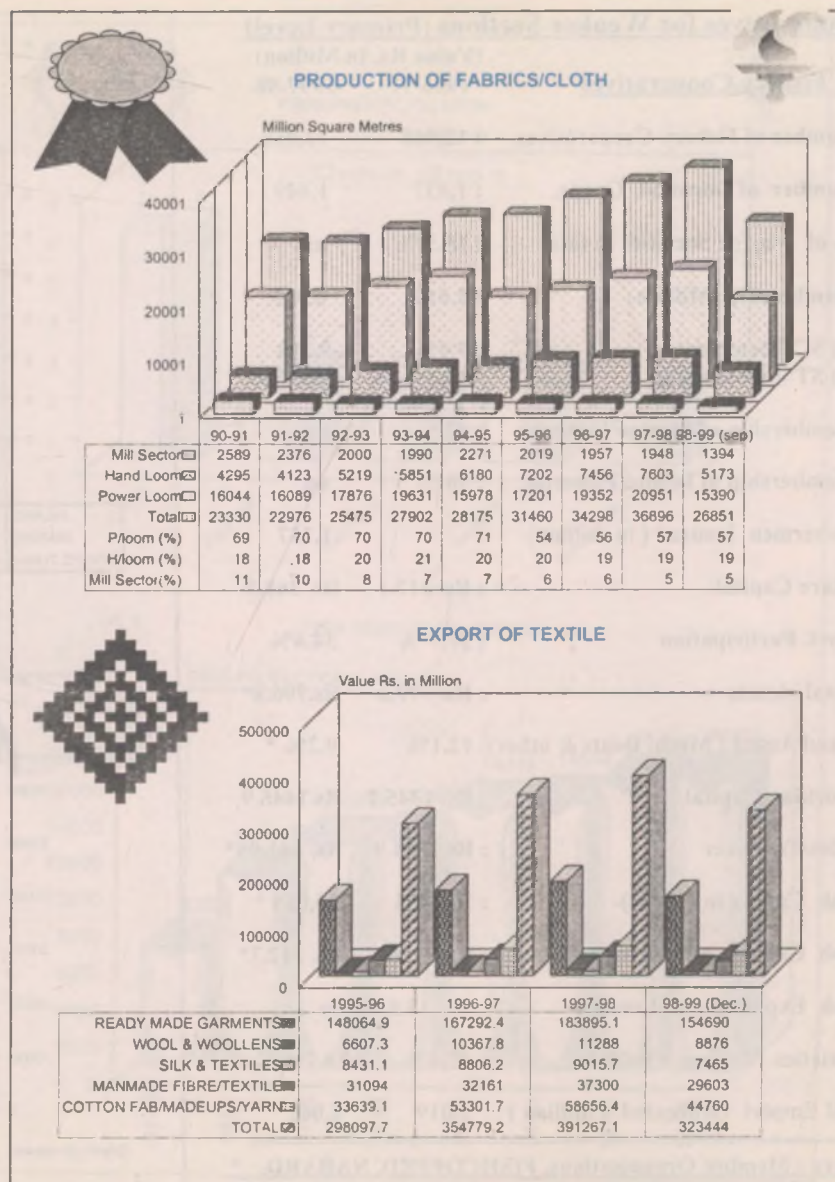 PRODUCTION OF FABRICS/CLOTH
Million Square Metres
40001
30001
20001
10001
1
90-91 91-92 92-93 93-94 94-95 95-96 96-97 97-98 98-99 (sep)
Mill Sector 2589 2376 2000 1990 2271 2019 1957 1948 1394
Hand Loom 4295 4123 5219 5851 6180 7202 7456 7603 5173
Power Loom 16044 16089 17876 19631 15978 17201 19352 20951 15390
Total 23330 22976 25475 27902 28175 31460 34298 36896 26851
P/loom (%) 69 70 70 70 71 54 56 57 57
H/loom (%) 18 .18 20 21 20 20 19 19 19
Mill Sector(%) 11 10 8 7 7 6 6 5 5
EXPORT OF TEXTILE
Value Rs. in Million
500000
400000
300000
200000
100000
0
1995-96 1996-97 1997-98 98-99 (Dec.)
READY MADE GARMENTS 148064.9 167292.4 183895.1 154690
WOOL & WOOLLENS 6607.3 10367.8 11288 8876
SILK & TEXTILES 8431.1 8806.2 9015.7 7465
MANMADE FIBRE/TEXTILE 31094 32161 37300 29603
COTTON FAB/MADEUPS/YARN 33639.1 53301.7 58656.4 44760
TOTAL 298097.7 354779.2 391267.1 323444